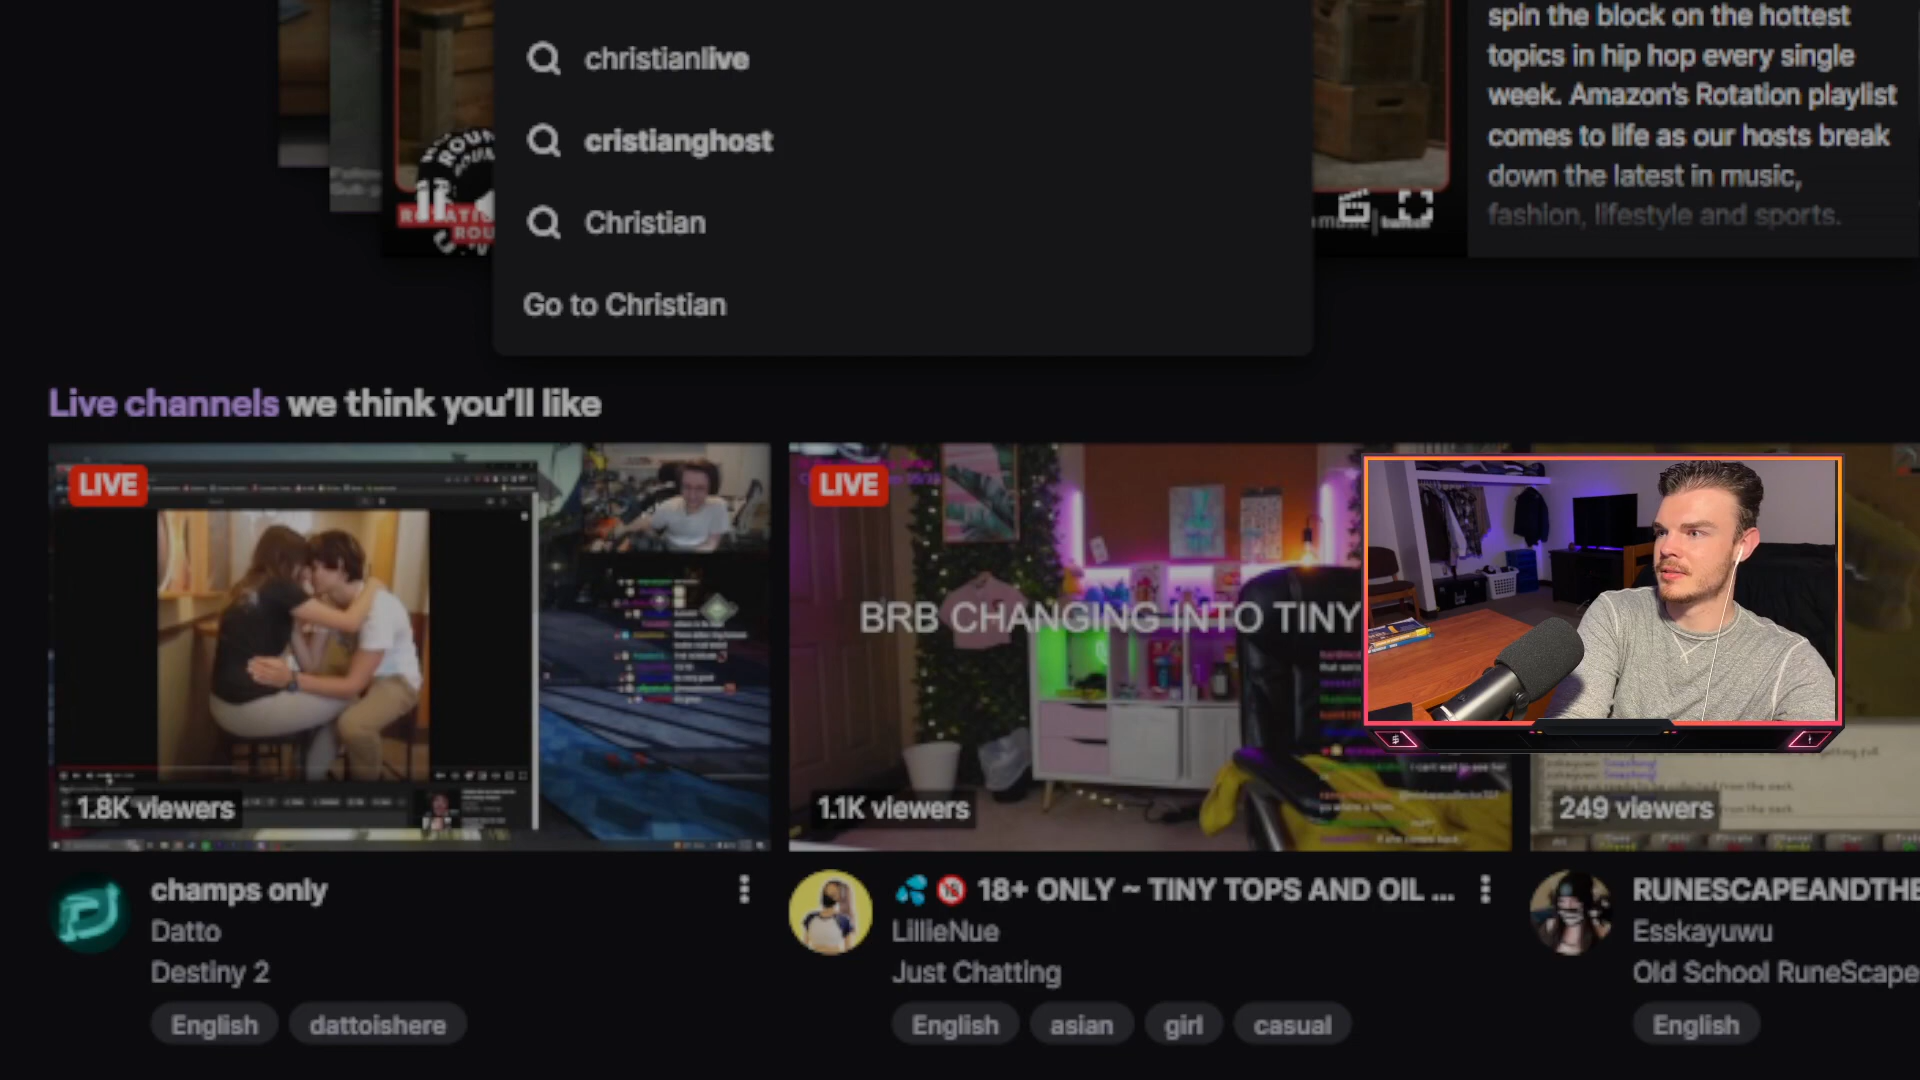 christianlive
cristianghost
Christian
Go to Christian
spin the block on the hottest
topics in hip hop every single
week. Amazon's Rotation playlist
comes to life as our hosts break
down the latest in music,
fashion, lifestyle and sports.
Live channels we think you'll like
LIVE
1.8K viewers
champs only
Datto
Destiny 2
English
dattoishere
LIVE
BRB CHANGING INTO TINY
1.1K viewers
18+ ONLY ~ TINY TOPS AND OIL ...
LillieNue
Just Chatting
English
asian
girl
casual
249 viewers
RUNESCAPEANDTHE
Esskayuwu
Old School RuneScape
English